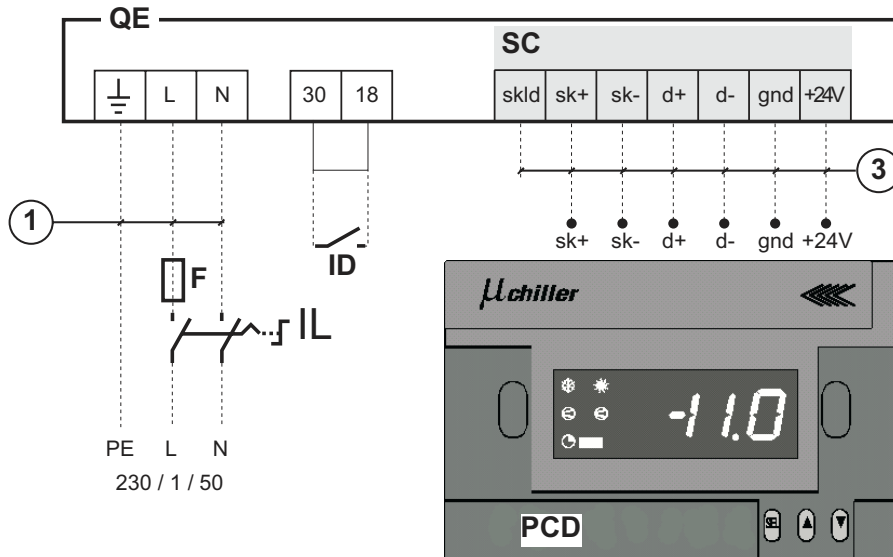 QE
SC
L N 30 18 skld sk+ sk- d+ d- gnd +24V
3
1
sk+ sk- d+ d- gnd +24V
F
ID
IL
µchiller
-11.0
PE L N
230 / 1 / 50
PCD
SEL